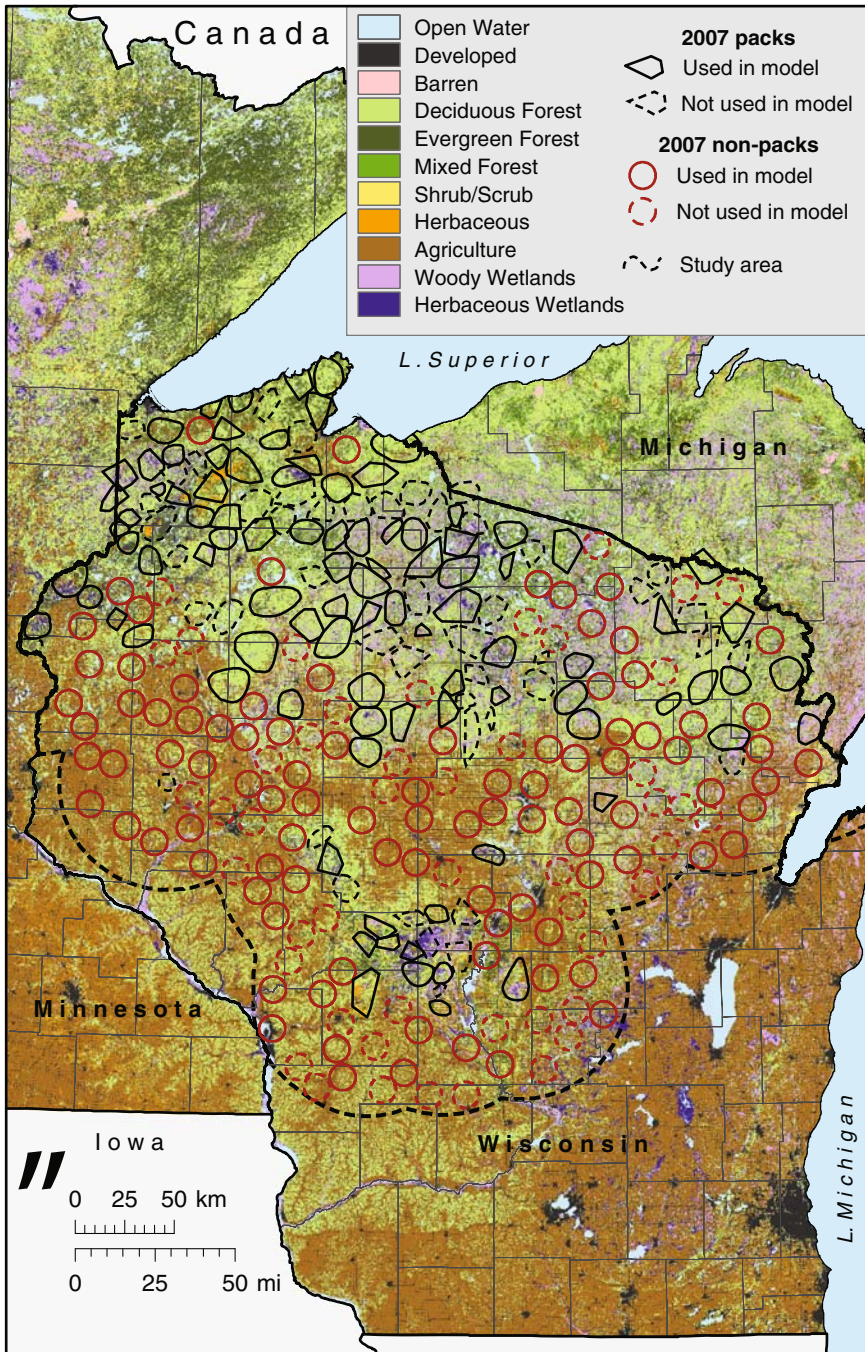 Canada
Open Water
Developed
Barren
Deciduous Forest
Evergreen Forest
Mixed Forest
Shrub/Scrub
Herbaceous
Agriculture
Woody Wetlands
Herbaceous Wetlands
2007 packs
Used in model
Not used in model
2007 non-packs
Used in model
Not used in model
Study area
L. Superior
Michigan
Minnesota
Iowa
Wisconsin
L. Michigan
0 25 50 km
0 25 50 mi